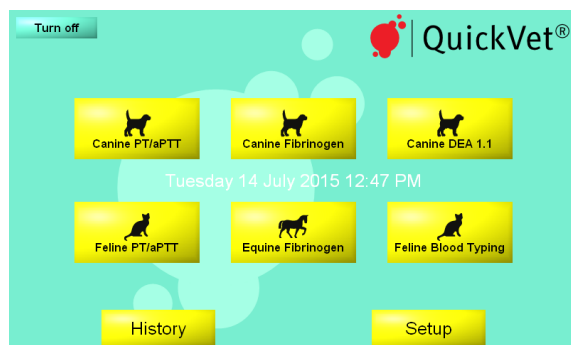 Turn off
QuickVet®
Canine PT/aPTT
Canine Fibrinogen
Canine DEA 1.1
Tuesday 14 July 2015 12:47 PM
Feline PT/aPTT
Equine Fibrinogen
Feline Blood Typing
History
Setup